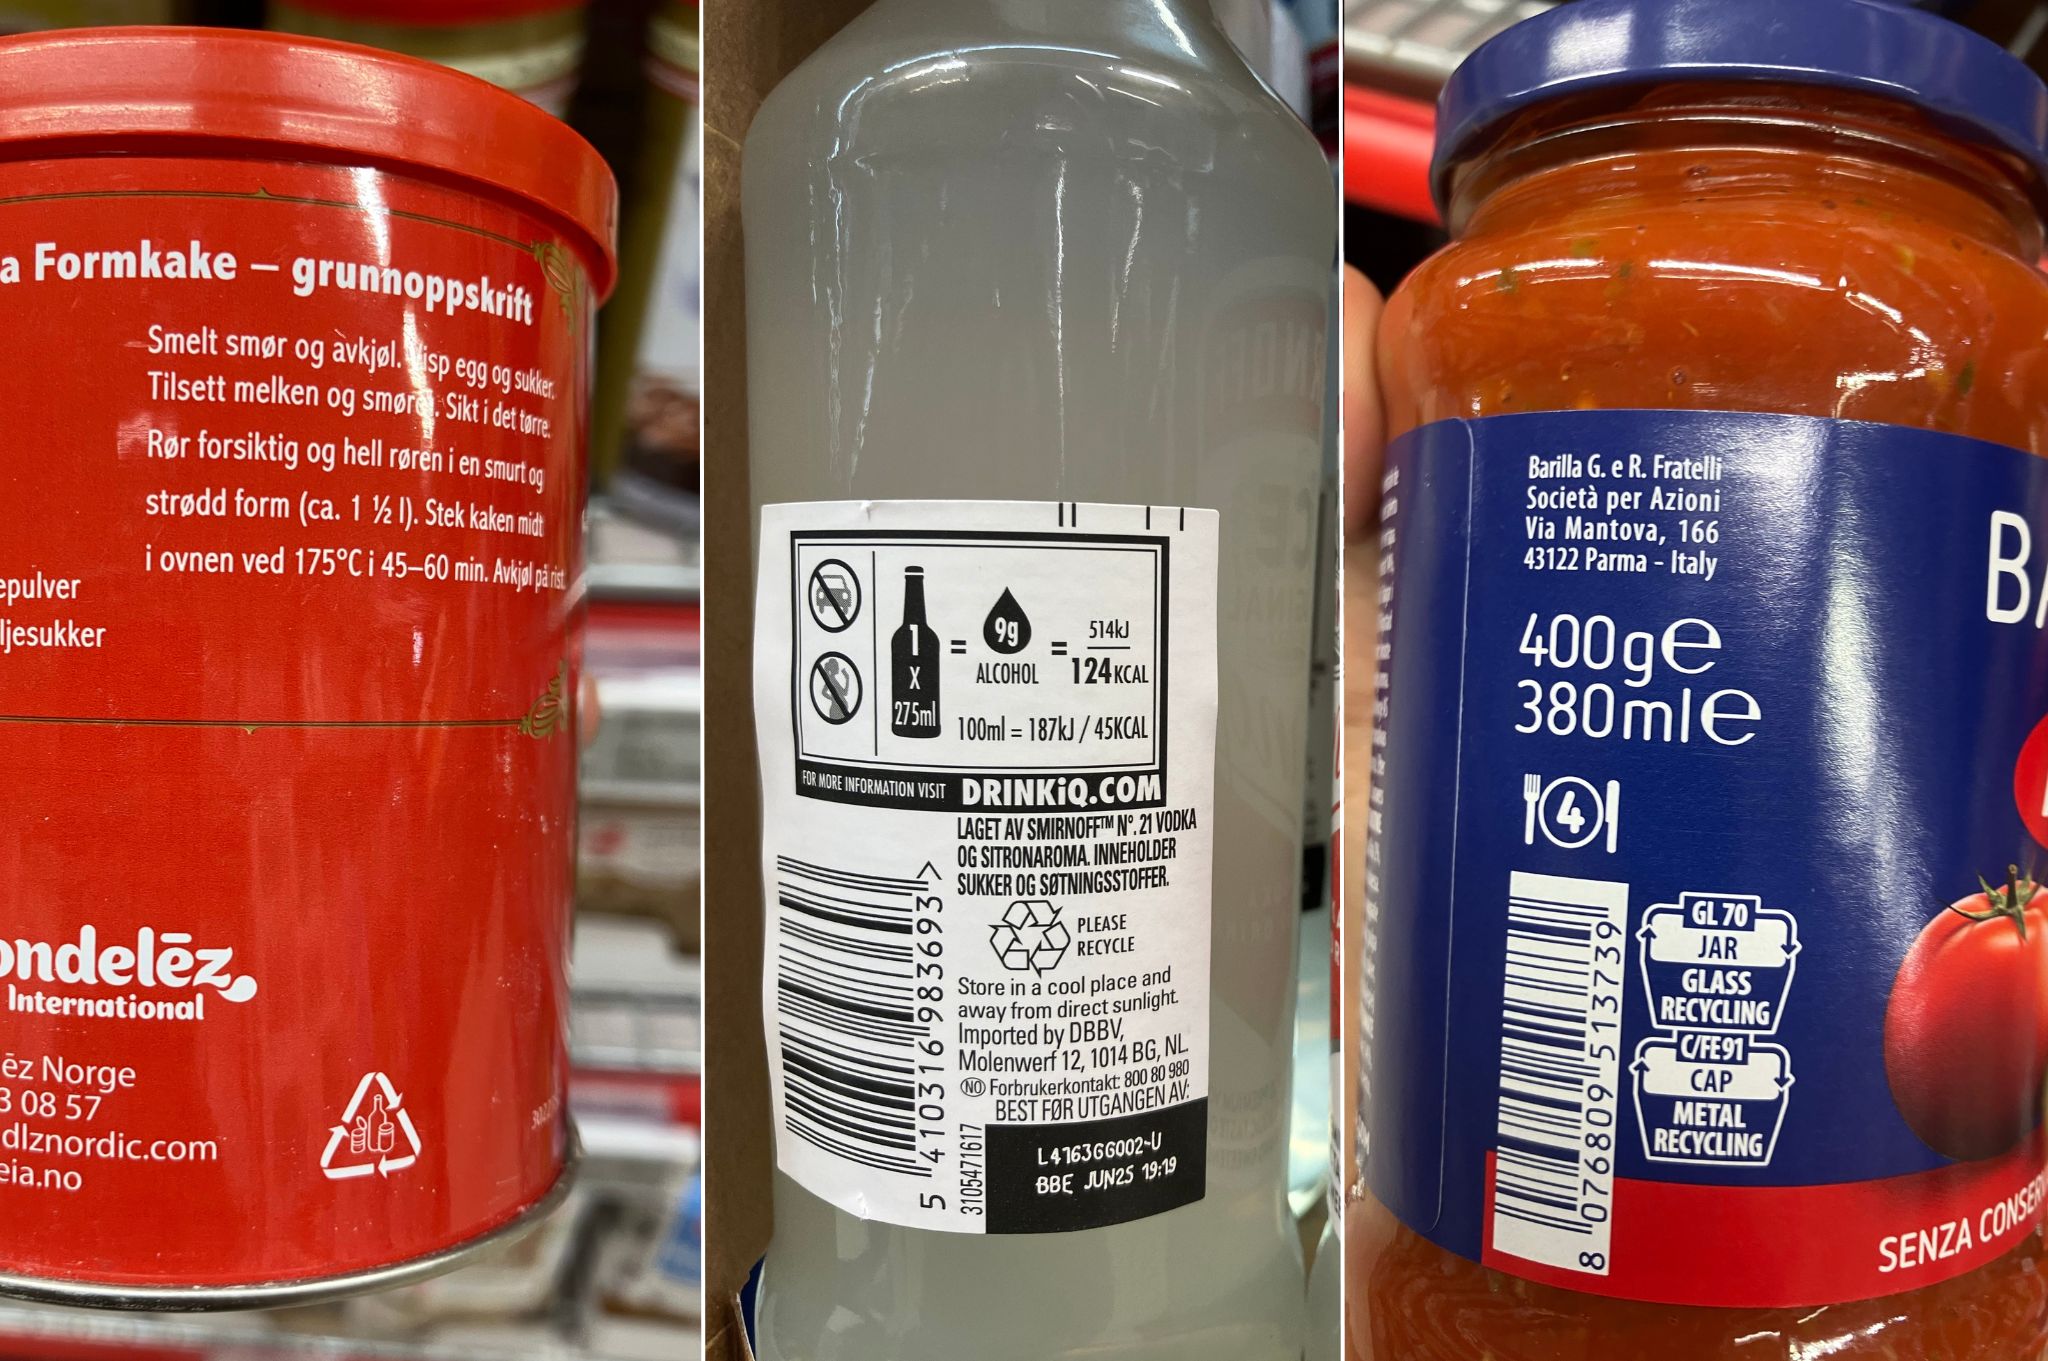 a Formkake – grunnoppskrift
Smelt smør og avkjøl. isp egg og sukker.
Tilsett melken og smøre . Sikt i det tørre.
Rør forsiktig og hell røren i en smurt og
strødd form (ca. 1 ½ l). Stek kaken midt
i ovnen ved 175°C i 45–60 min. Avkjøl på rist.
epulver
ljesukker
ondelēz
International
ēz Norge
3 08 57
dlznordic.com
eia.no
1
x
275ml
=
9g
ALCOHOL
=
514kJ
124KCAL
100ml = 187kJ / 45KCAL
FOR MORE INFORMATION VISIT DRINKiQ.COM
LAGET AV SMIRNOFF™ N°. 21 VODKA
OG SITRONAROMA. INNEHOLDER
SUKKER OG SØTNINGSSTOFFER.
PLEASE
RECYCLE
Store in a cool place and
away from direct sunlight.
Imported by DBBV,
Molenwerf 12, 1014 BG, NL.
NO Forbrukerkontakt: 800 80 980
BEST FØR UTGANGEN AV:
L4163GG002-U
BBE JUN25 19:19
5 410316 983693
3105471617
Barilla G. e R. Fratelli
Società per Azioni
Via Mantova, 166
43122 Parma - Italy
400g℮
380ml℮
4
BA
8 076809 513739
GL 70
JAR
GLASS
RECYCLING
C/FE91
CAP
METAL
RECYCLING
SENZA CONSER